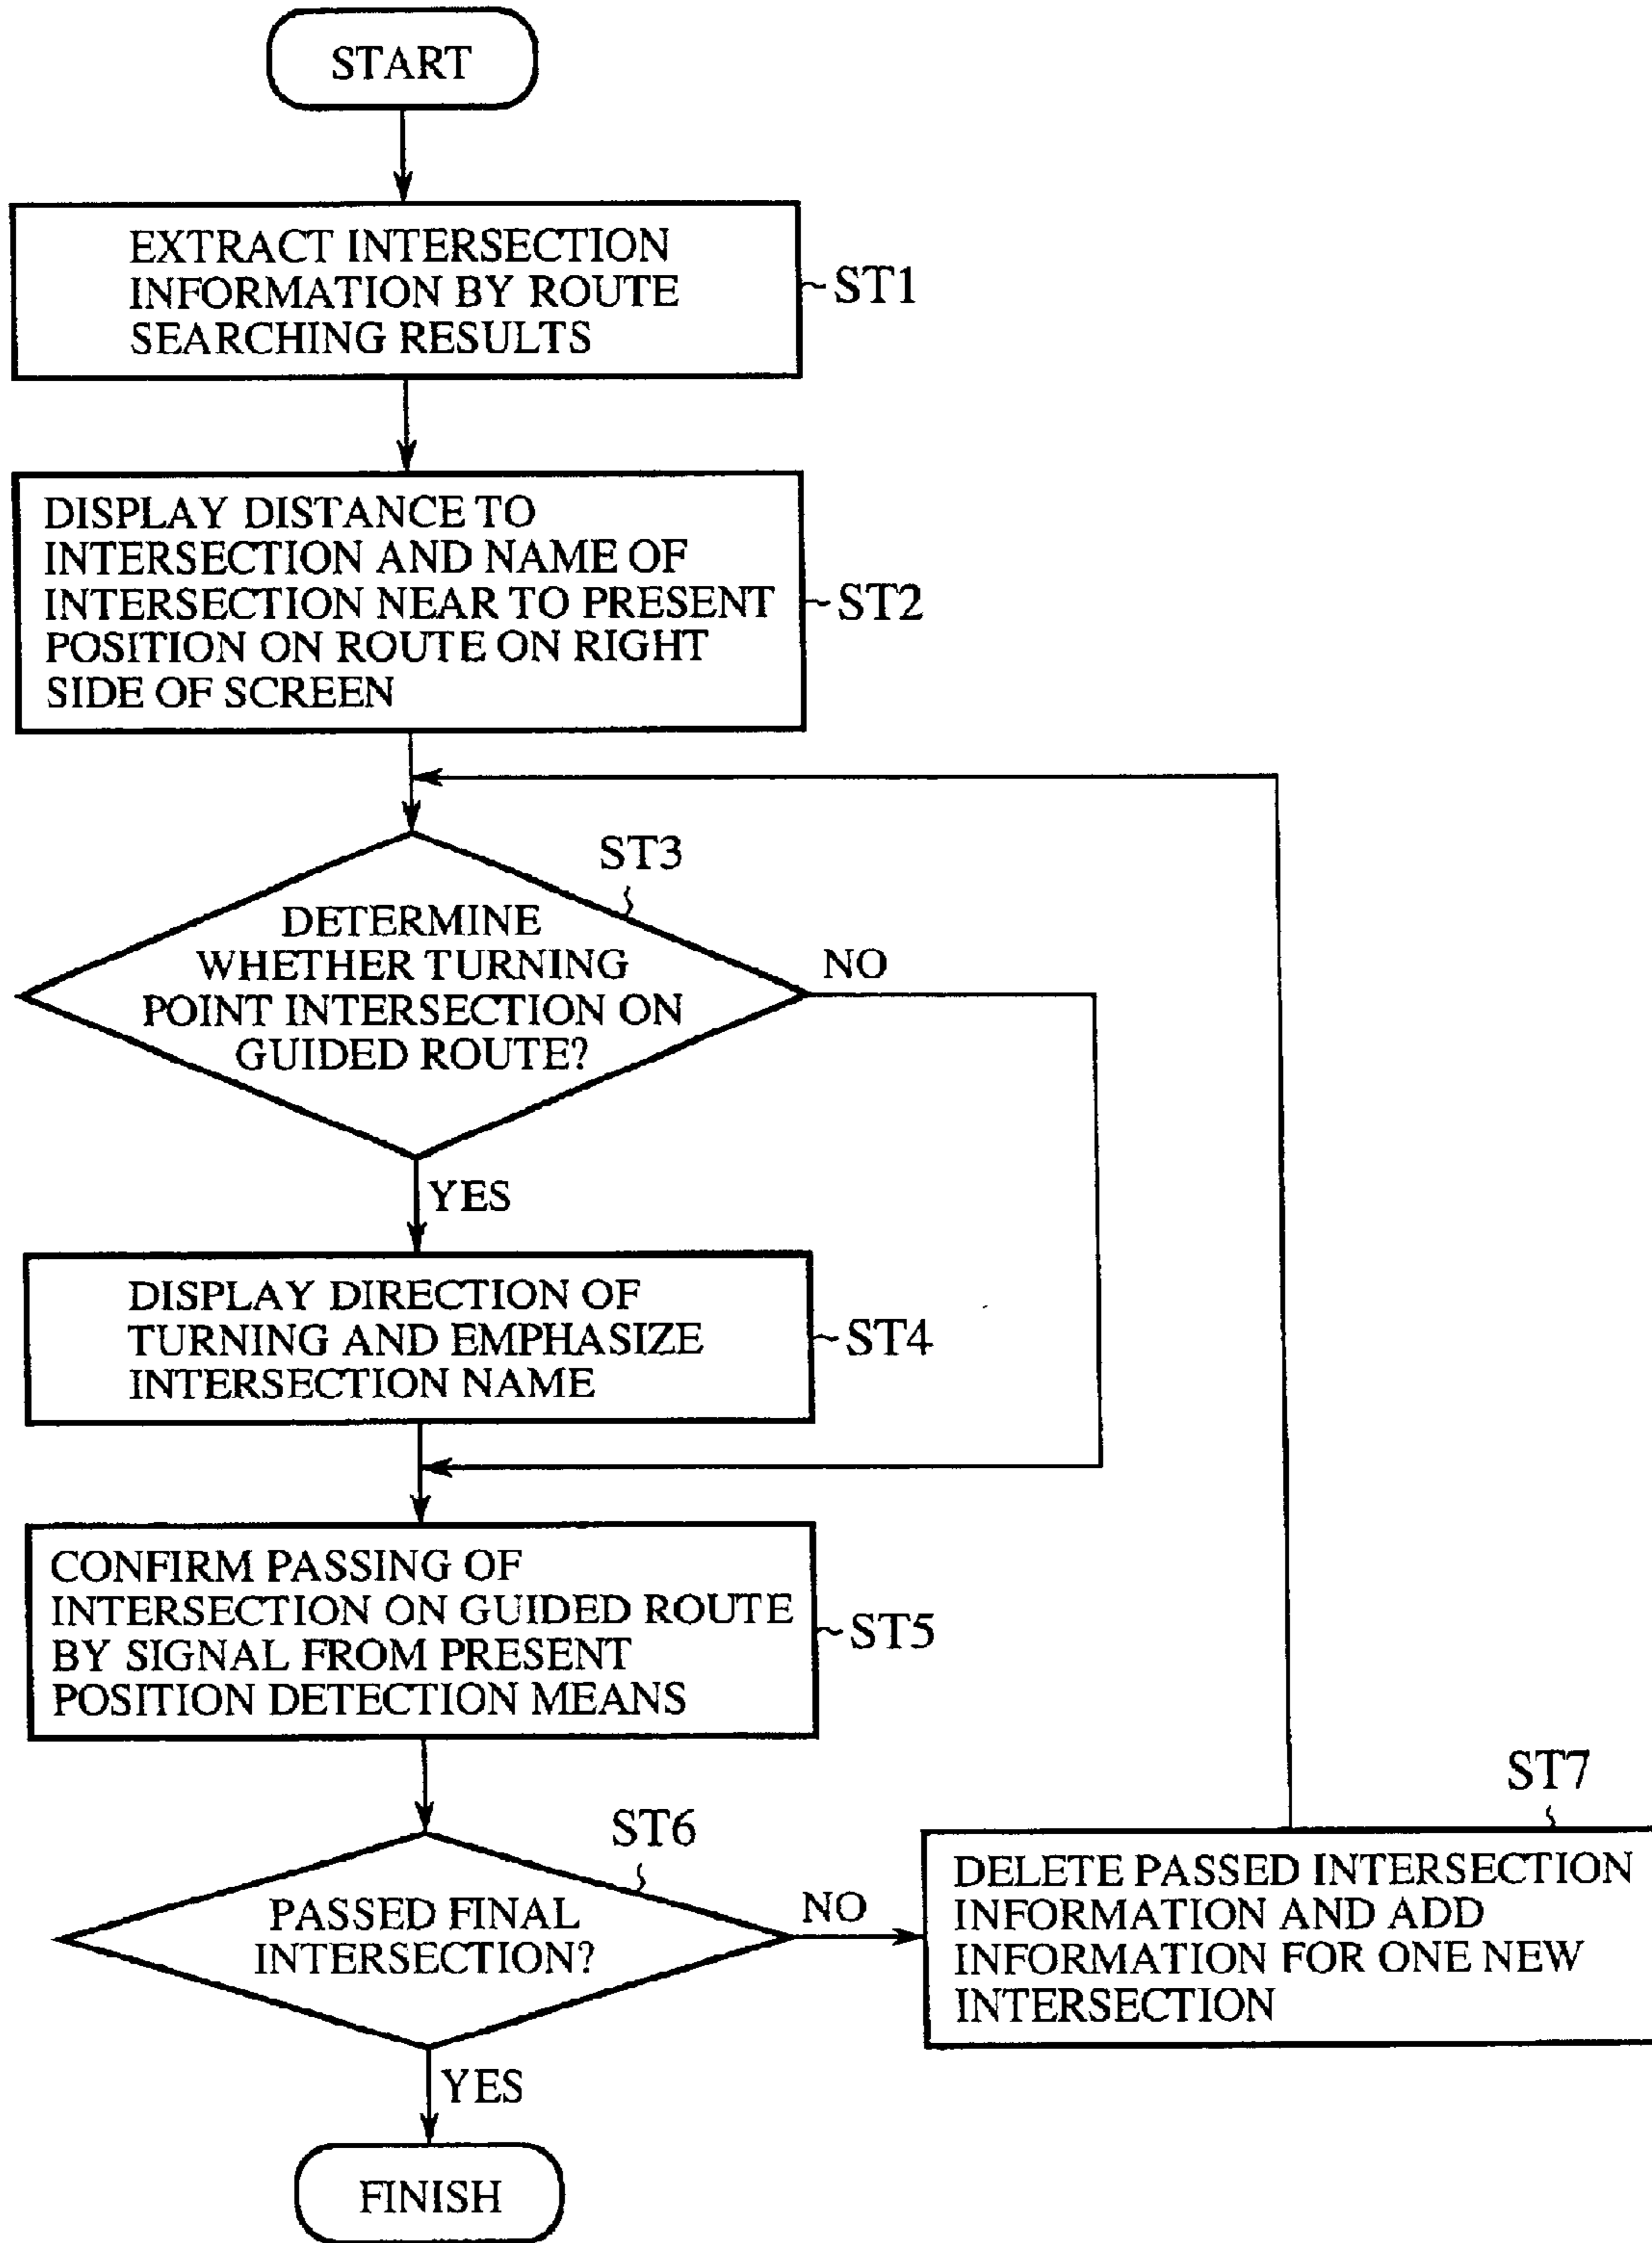 START
EXTRACT INTERSECTION
INFORMATION BY ROUTE
SEARCHING RESULTS
ST1
DISPLAY DISTANCE TO
INTERSECTION AND NAME OF
INTERSECTION NEAR TO PRESENT
POSITION ON ROUTE ON RIGHT
SIDE OF SCREEN
ST2
ST3
DETERMINE
WHETHER TURNING
POINT INTERSECTION ON
GUIDED ROUTE?
NO
YES
DISPLAY DIRECTION OF
TURNING AND EMPHASIZE
INTERSECTION NAME
ST4
CONFIRM PASSING OF
INTERSECTION ON GUIDED ROUTE
BY SIGNAL FROM PRESENT
POSITION DETECTION MEANS
ST5
ST6
PASSED FINAL
INTERSECTION?
NO
ST7
DELETE PASSED INTERSECTION
INFORMATION AND ADD
INFORMATION FOR ONE NEW
INTERSECTION
YES
FINISH